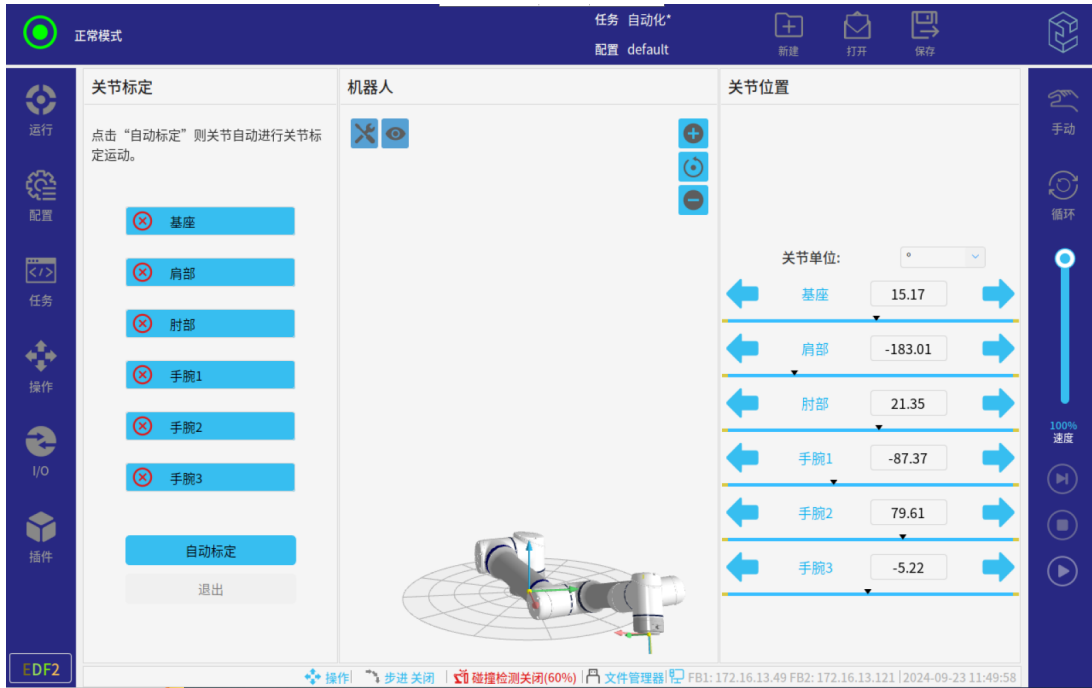 任务 自动化*
正常模式
配置 default
新建
打开
保存
运行
配置
任务
操作
I/O
插件
EDF2
关节标定
点击“自动标定”则关节自动进行关节标
定运动。
基座
肩部
肘部
手腕1
手腕2
手腕3
自动标定
退出
机器人
关节位置
关节单位: °
基座 15.17
肩部 -183.01
肘部 21.35
手腕1 -87.37
手腕2 79.61
手腕3 -5.22
手动
循环
100%
速度
操作 步进 关闭 碰撞检测关闭(60%) 文件管理器 FB1: 172.16.13.49 FB2: 172.16.13.121 2024-09-23 11:49:58